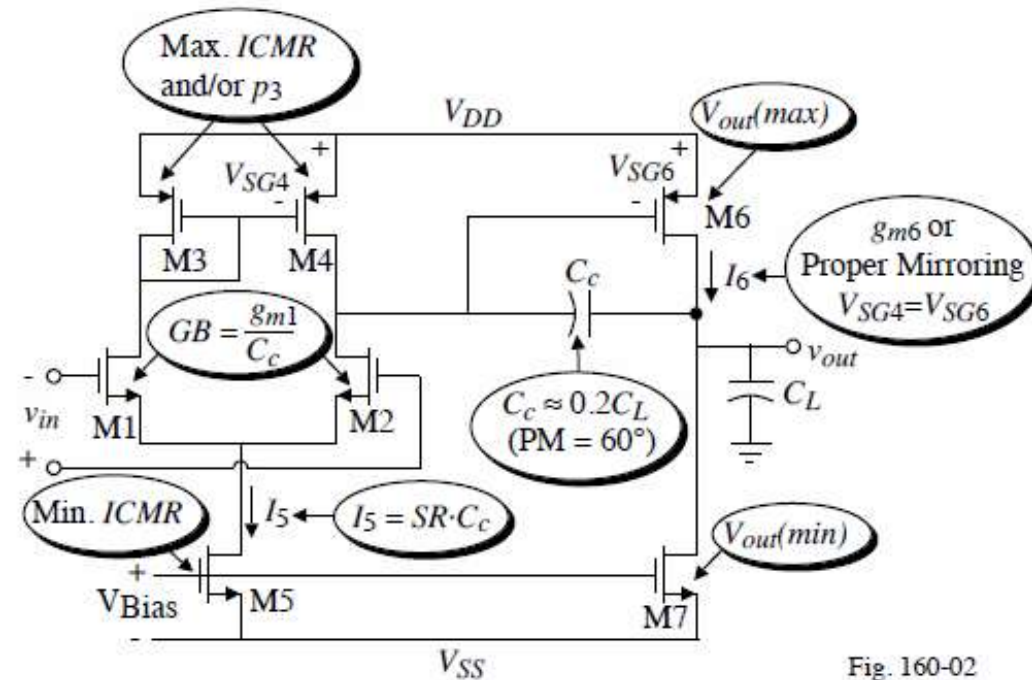 Max. ICMR
and/or p3
VDD
Vout(max)
+
VSG4
-
+
VSG6
-
M6
M3
M4
Cc
I6
gm6 or
Proper Mirroring
VSG4=VSG6
GB = gm1/Cc
vout
CL
-
vin
+
M1
M2
Cc ≈ 0.2CL
(PM = 60°)
Min. ICMR
I5
I5 = SR·Cc
Vout(min)
+
VBias
-
M5
M7
VSS
Fig. 160-02